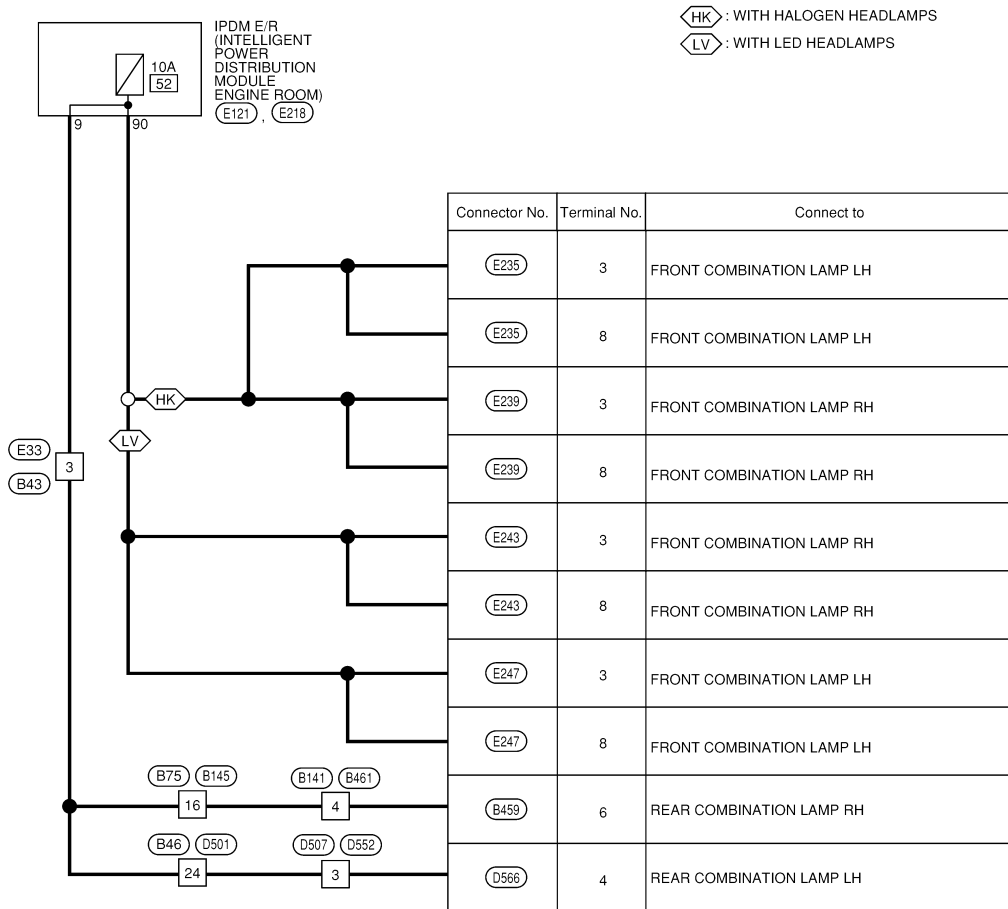 IPDM E/R
(INTELLIGENT
POWER
DISTRIBUTION
MODULE
ENGINE ROOM)
E121 , E218
10A
52
9 90
HK : WITH HALOGEN HEADLAMPS
LV : WITH LED HEADLAMPS
Connector No. Terminal No. Connect to
E235 3 FRONT COMBINATION LAMP LH
E235 8 FRONT COMBINATION LAMP LH
HK
E239 3 FRONT COMBINATION LAMP RH
LV
E33
3
B43
E239 8 FRONT COMBINATION LAMP RH
E243 3 FRONT COMBINATION LAMP RH
E243 8 FRONT COMBINATION LAMP RH
E247 3 FRONT COMBINATION LAMP LH
E247 8 FRONT COMBINATION LAMP LH
B75 B145 B141 B461
16 4
B459 6 REAR COMBINATION LAMP RH
B46 D501 D507 D552
24 3
D566 4 REAR COMBINATION LAMP LH